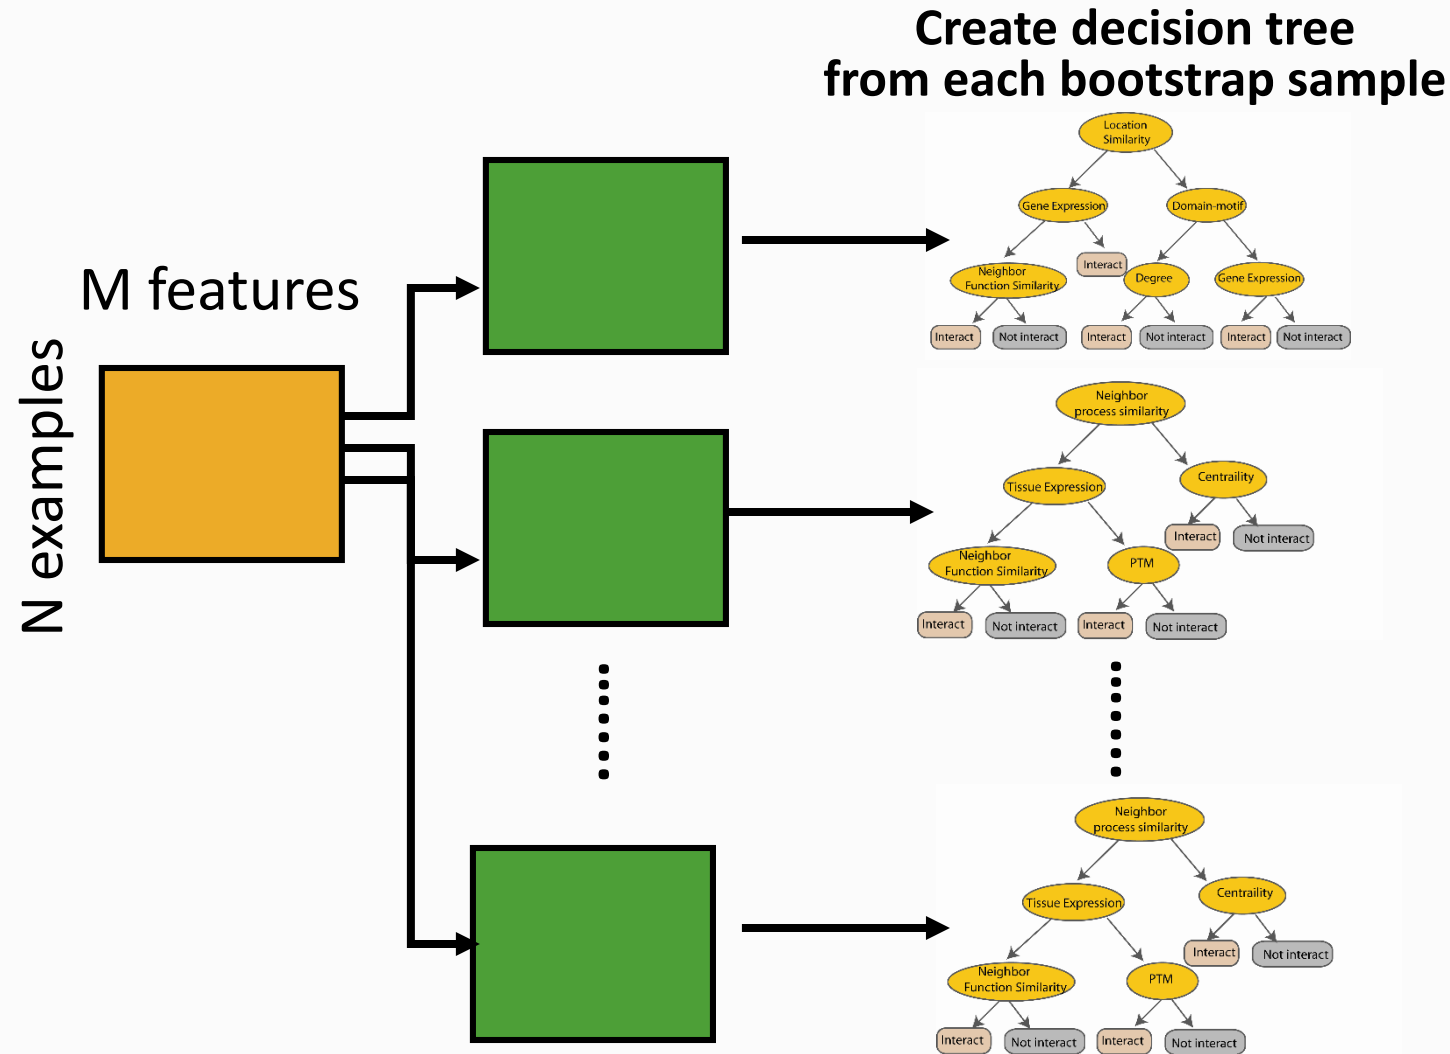 Create decision tree
from each bootstrap sample
M features
N examples
Location
Similarity
Gene Expression
Domain-motif
Interact
Neighbor
Function Similarity
Degree
Gene Expression
Interact
Not interact
Interact
Not interact
Interact
Not interact
Neighbor
process similarity
Tissue Expression
Centraility
Interact
Not interact
Neighbor
Function Similarity
PTM
Interact
Not interact
Interact
Not interact
Neighbor
process similarity
Tissue Expression
Centraility
Interact
Not interact
Neighbor
Function Similarity
PTM
Interact
Not interact
Interact
Not interact